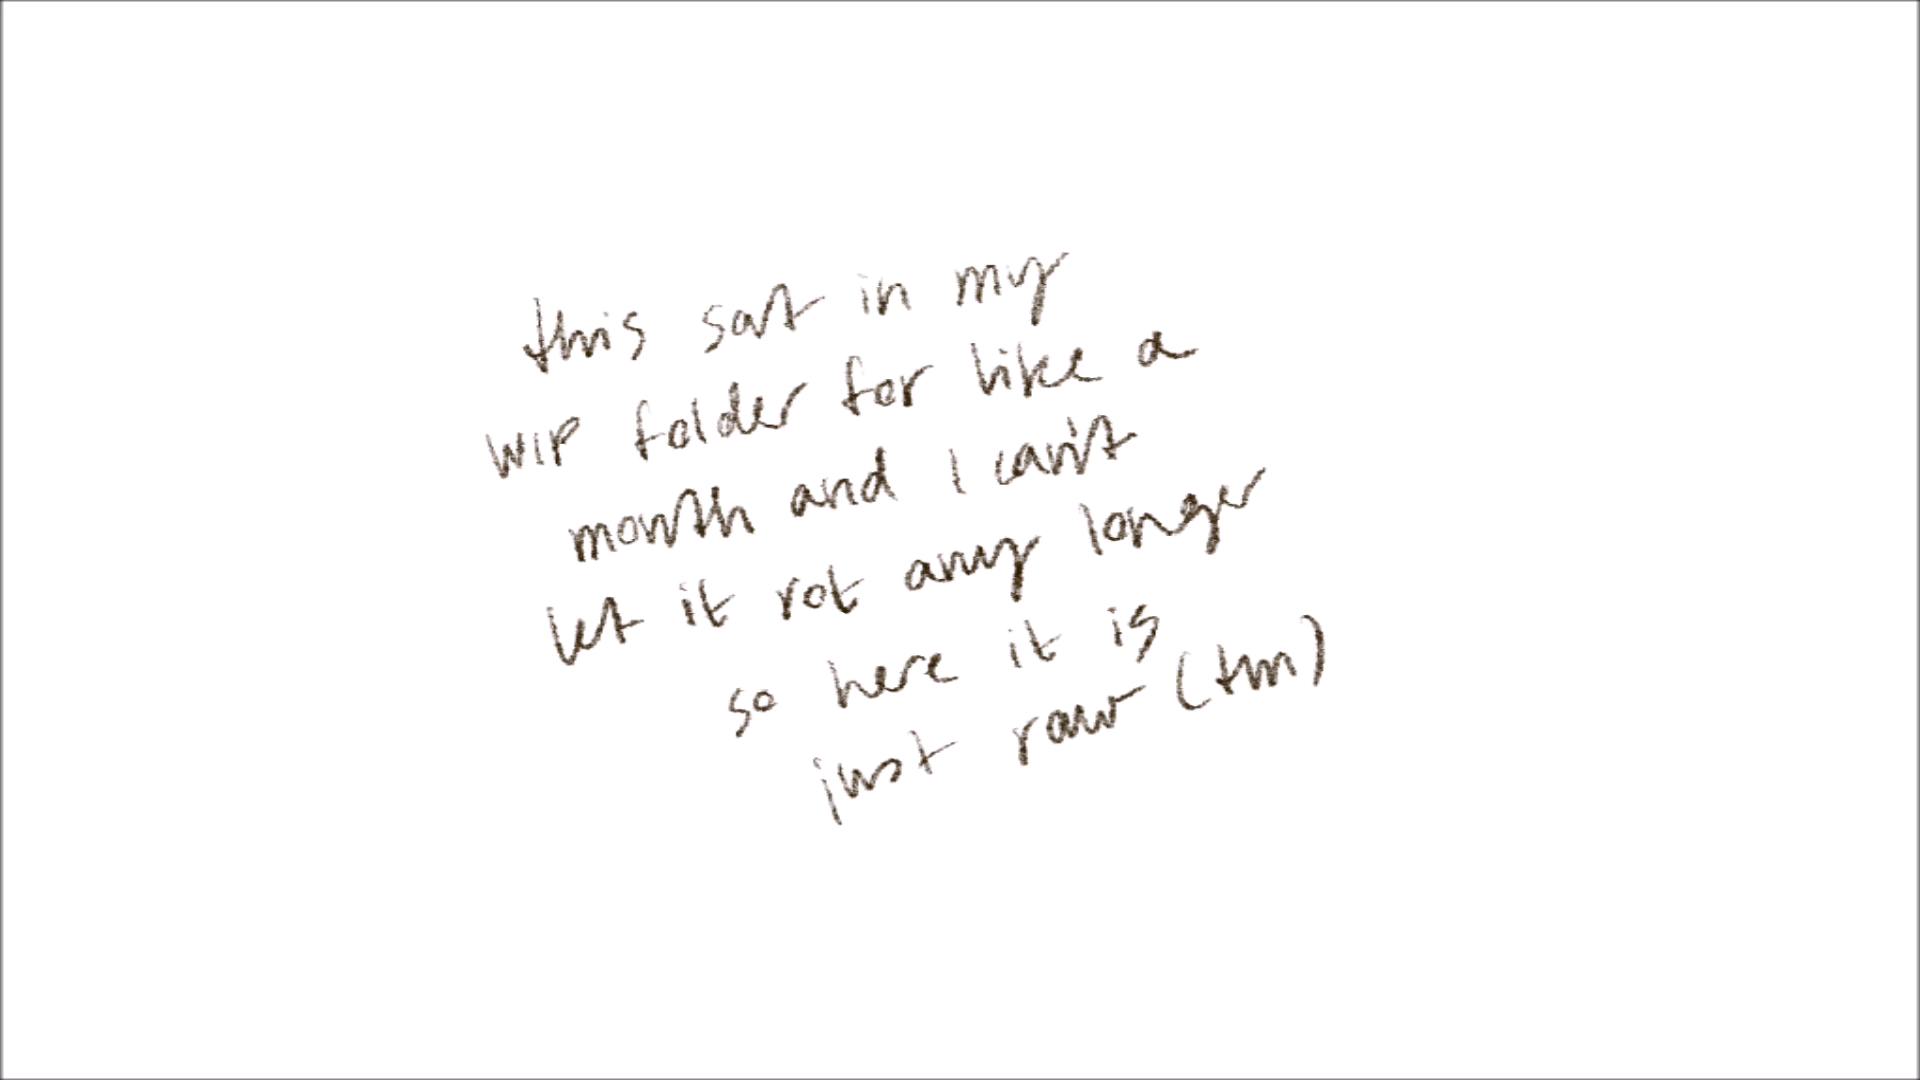 this sat in my
WIP folder for like a
month and I can't
let it rot any longer
so here it is
just raw (tm)